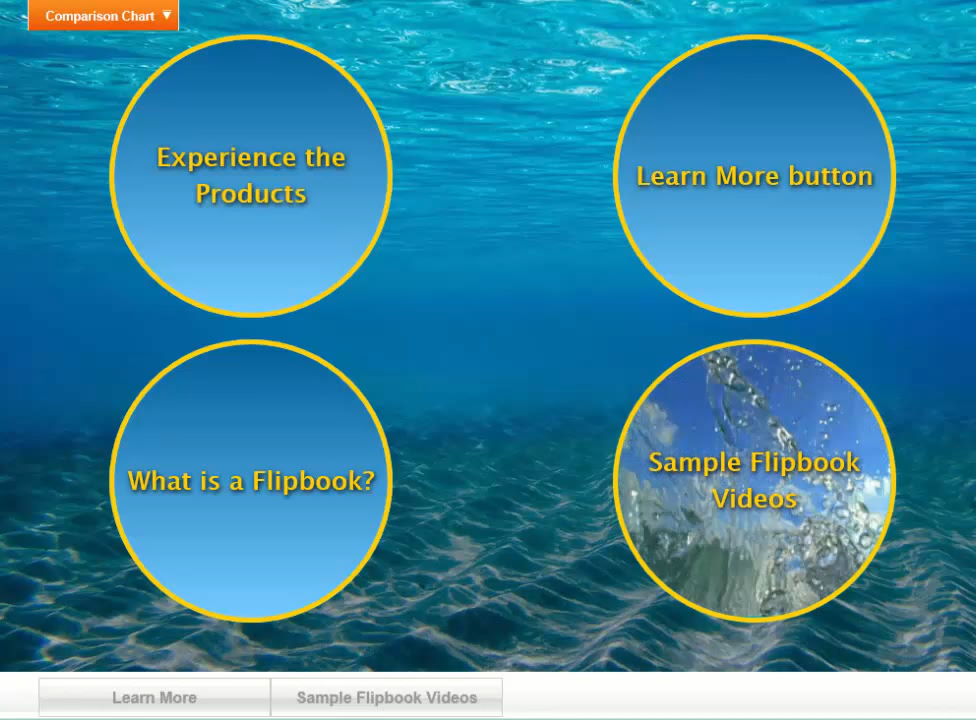 Comparison Chart
Experience the
Products
Learn More button
What is a Flipbook?
Sample Flipbook
Videos
Learn More
Sample Flipbook Videos